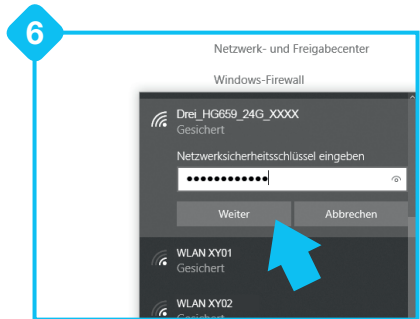 6
Netzwerk- und Freigabecenter
Windows-Firewall
Drei_HG659_24G_XXXX
Gesichert
Netzwerksicherheitsschlüssel eingeben
••••••••••••
Weiter Abbrechen
WLAN XY01
Gesichert
WLAN XY02
Gesichert